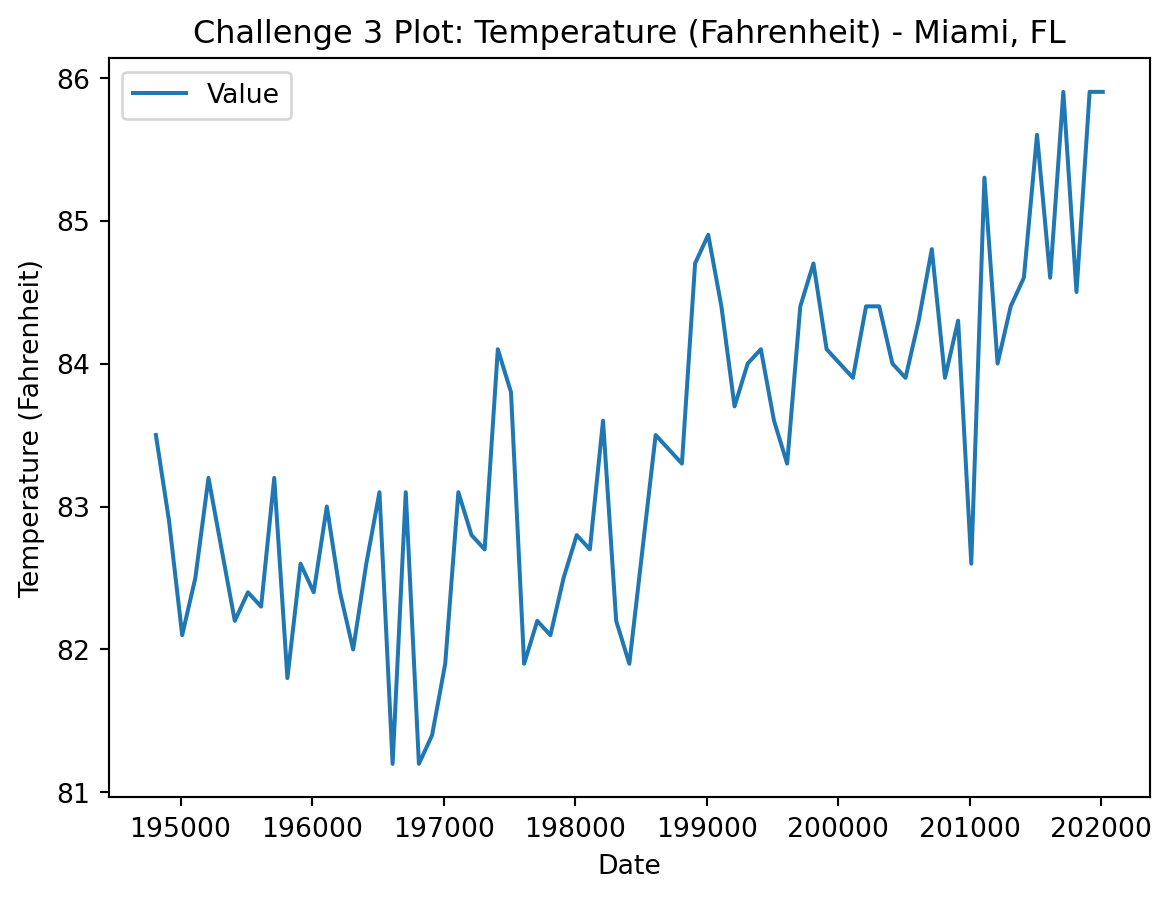 Challenge 3 Plot: Temperature (Fahrenheit) - Miami, FL
Value
86
85
84
83
82
81
Temperature (Fahrenheit)
195000 196000 197000 198000 199000 200000 201000 202000
Date